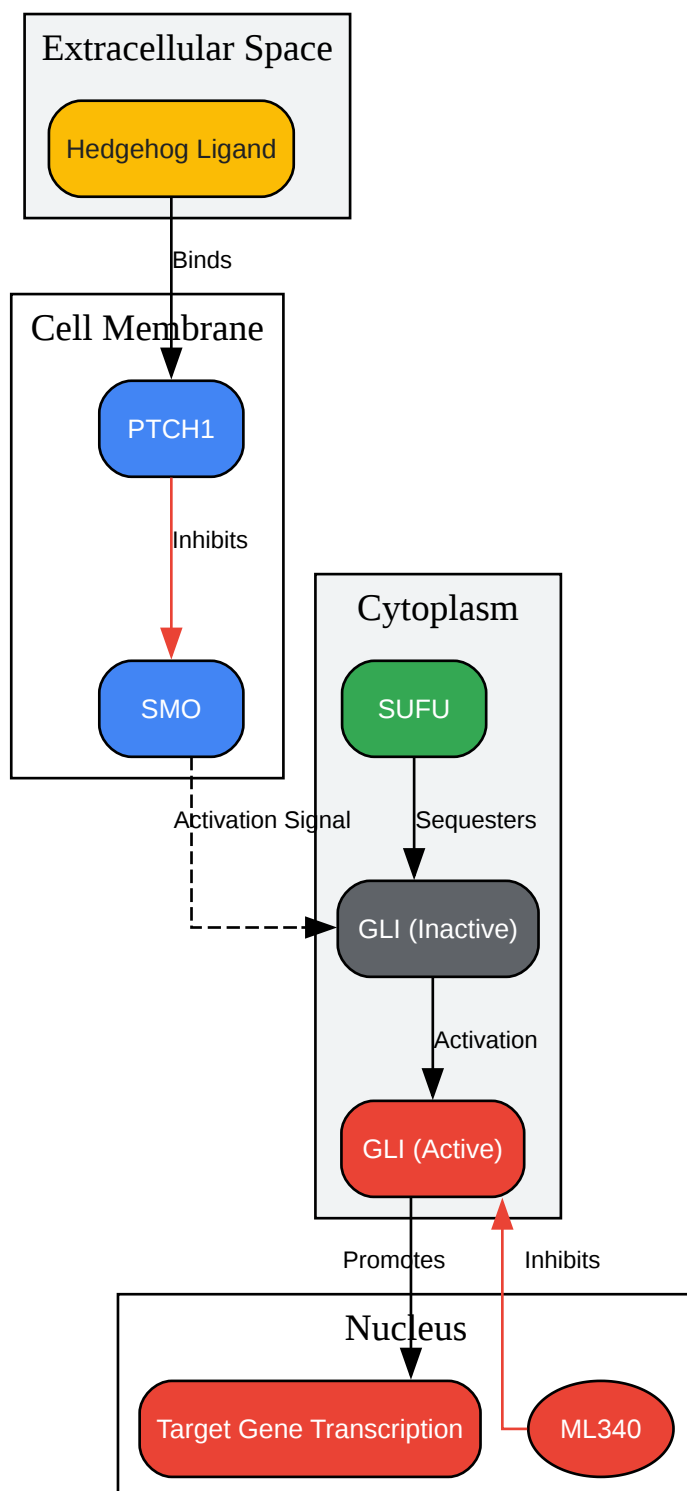 Extracellular Space
Hedgehog Ligand
Binds
Cell Membrane
PTCH1
Inhibits
Cytoplasm
SMO
SUFU
Activation Signal
Sequesters
GLI (Inactive)
Activation
GLI (Active)
Promotes
Inhibits
Nucleus
Target Gene Transcription
ML340